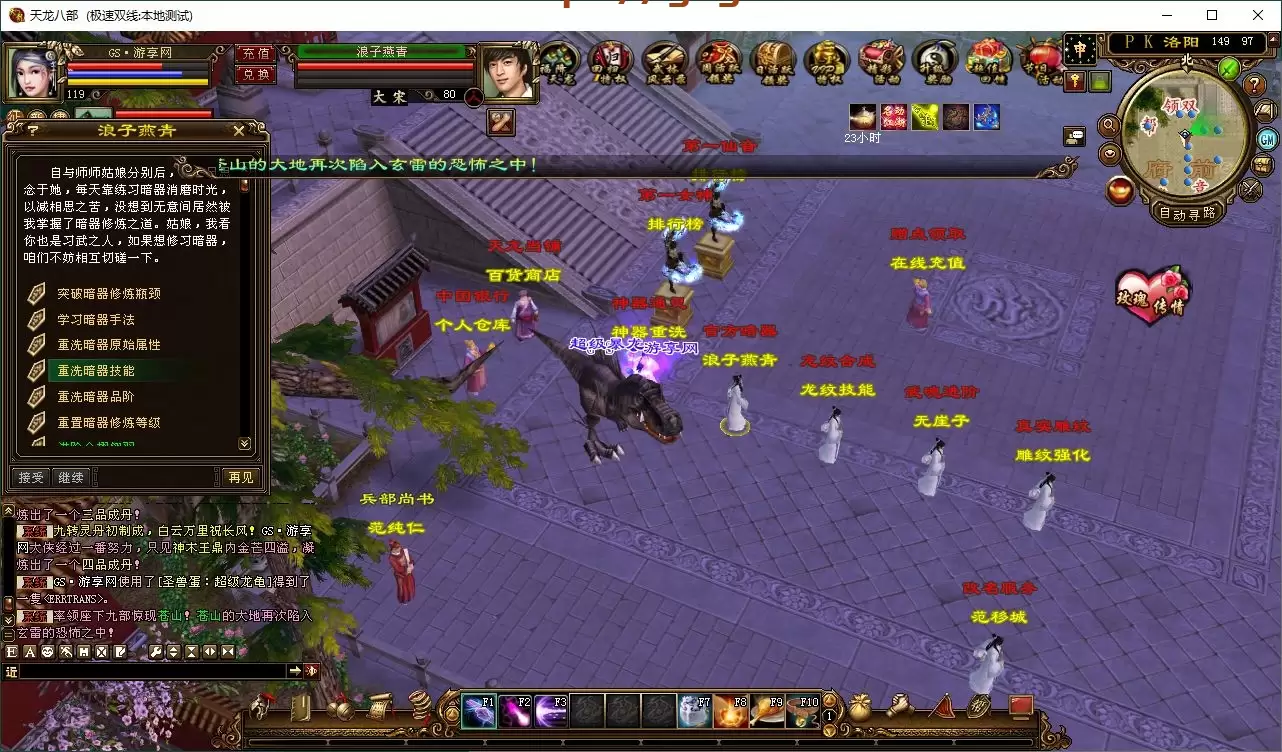 天龙八部 (极速双线:本地测试)
GS·游享网
充值
兑换
119
浪子燕青
大宋
80
PK洛阳 149 97
北
GM
自动寻路
23小时
浪子燕青
山的大地再次陷入玄雷的恐怖之中!
自与师师姑娘分别后,
念于她,每天靠练习暗器消磨时光,
以减相思之苦,没想到无意间居然被
我掌握了暗器修炼之道。姑娘,我看
你也是习武之人,如果想修习暗器,
咱们不妨相互切磋一下。
突破暗器修炼瓶颈
学习暗器手法
重洗暗器原始属性
重洗暗器技能
重洗暗器品阶
重置暗器修炼等级
接受
继续
再见
第一仙音
排行榜
第一女神
排行榜
天龙当铺
百货商店
中国银行
个人仓库
神器重洗
官方暗器
浪子燕青
龙纹合成
龙纹技能
武魂进阶
无崖子
真实雕纹
雕纹强化
赠点领取
在线充值
玫瑰传情
兵部尚书
范纯仁
改名服务
范移城
炼出了一个三品成丹!
九转灵丹初制成,白云万里祝长风!GS·游享
网大侠经过一番努力,只见神木王鼎内金芒四溢,凝
炼出了一个四品成丹!
GS·游享网使用了[圣兽蛋:超级龙龟]得到了
一隻<ERRTRANS>。
率领座下九部惊现苍山!苍山的大地再次陷入
玄雷的恐怖之中!
近
F1
F2
F3
F7
F8
F9
F10
1